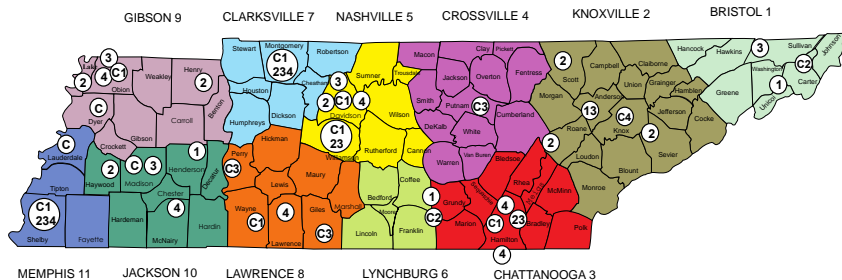 GIBSON 9
CLARKSVILLE 7
NASHVILLE 5
CROSSVILLE 4
KNOXVILLE 2
BRISTOL 1
Stewart
Montgomery
Robertson
C1
234
Cheatham
Houston
Dickson
Humphreys
Lake
3
4
C1
2
Obion
Weakley
Henry
2
Benton
C
Dyer
Gibson
Carroll
Crockett
Sumner
Trousdale
3
2
C1
4
Davidson
Wilson
C1
23
Williamson
Rutherford
Cannon
Macon
Clay
Pickett
Jackson
Overton
Fentress
Smith
Putnam
C3
DeKalb
White
Cumberland
Warren
Van Buren
2
Scott
Campbell
Claiborne
Morgan
Union
Grainger
Hamblen
Anderson
13
C4
Jefferson
Cocke
Roane
Knox
2
Sevier
Loudon
Blount
Monroe
2
Hancock
Hawkins
3
Sullivan
Johnson
Washington
C2
Greene
1
Unicoi
Carter
C
Lauderdale
Tipton
C1
234
Shelby
Fayette
2
Haywood
C
3
Madison
1
Henderson
Decatur
Chester
4
Hardeman
McNairy
Hardin
Perry
C3
Hickman
Lewis
Maury
Wayne
C1
4
Lawrence
Giles
C3
Marshall
Bedford
Coffee
Moore
Lincoln
Franklin
1
C2
Grundy
Marion
Sequatchie
Bledsoe
Rhea
Meigs
McMinn
4
C1
23
Hamilton
Bradley
Polk
4
MEMPHIS 11
JACKSON 10
LAWRENCE 8
LYNCHBURG 6
CHATTANOOGA 3